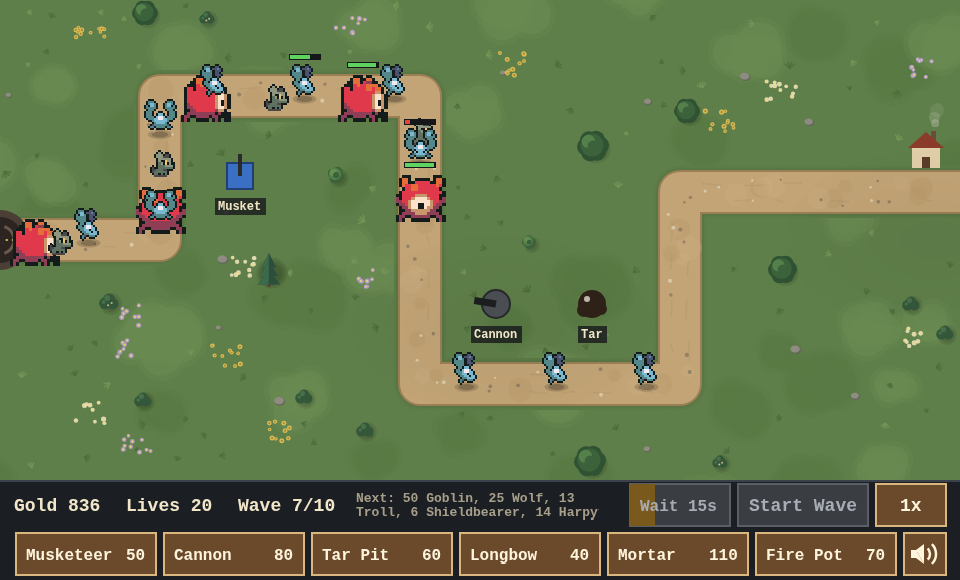 Musket
Cannon
Tar
Gold 836
Lives 20
Wave 7/10
Next: 50 Goblin, 25 Wolf, 13
Troll, 6 Shieldbearer, 14 Harpy
Wait 15s
Start Wave
1x
Musketeer 50
Cannon 80
Tar Pit 60
Longbow 40
Mortar 110
Fire Pot 70